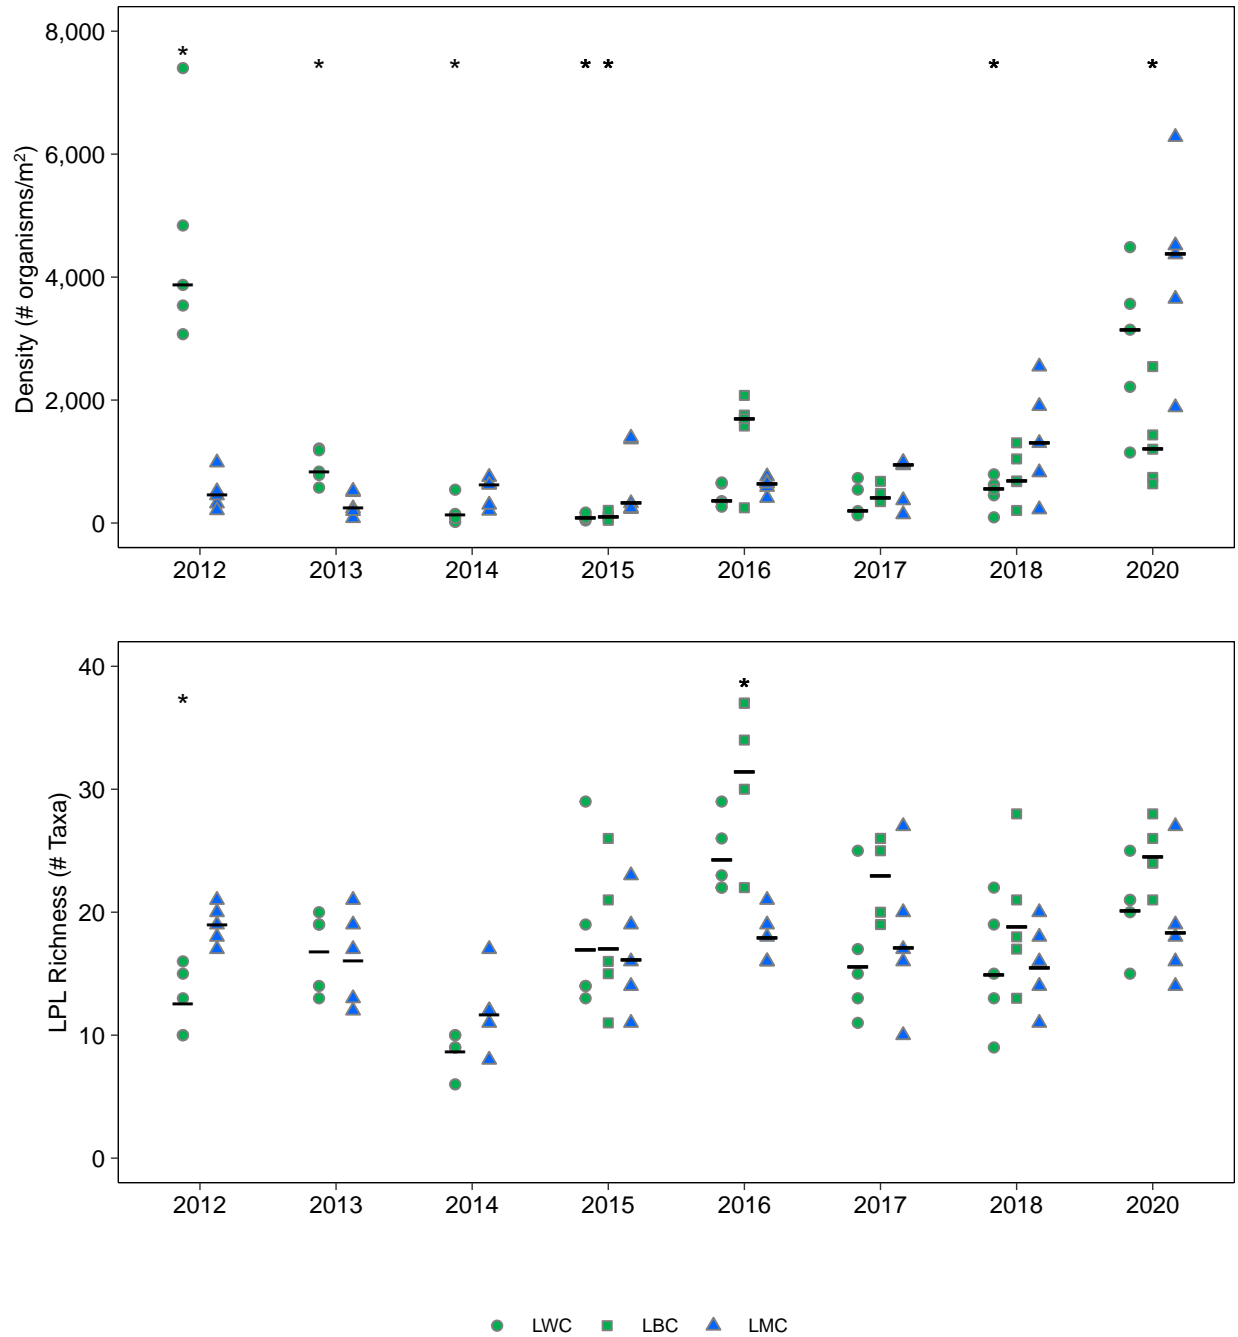 Density (# organisms/m²)
8,000
6,000
4,000
2,000
0
* * * * * * *
2012 2013 2014 2015 2016 2017 2018 2020
LPL Richness (# Taxa)
40
30
20
10
0
* *
2012 2013 2014 2015 2016 2017 2018 2020
LWC LBC LMC